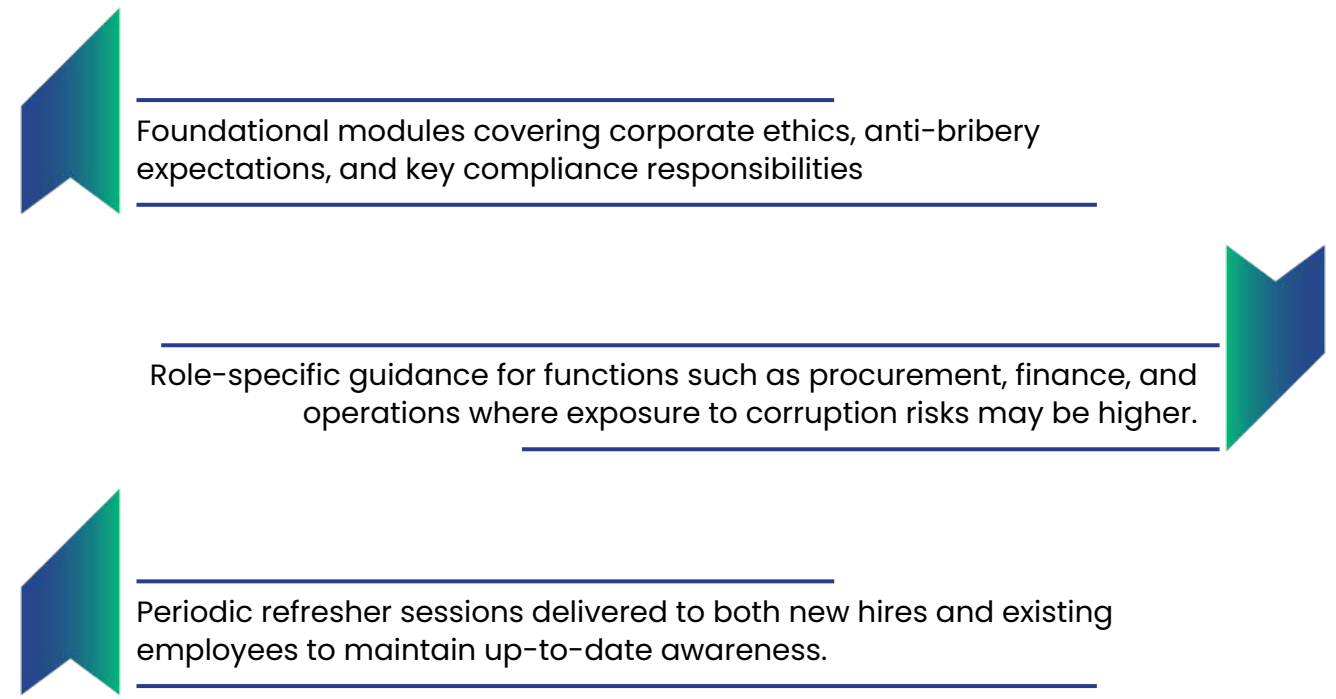 Foundational modules covering corporate ethics, anti-bribery
expectations, and key compliance responsibilities
Role-specific guidance for functions such as procurement, finance, and
operations where exposure to corruption risks may be higher.
Periodic refresher sessions delivered to both new hires and existing
employees to maintain up-to-date awareness.